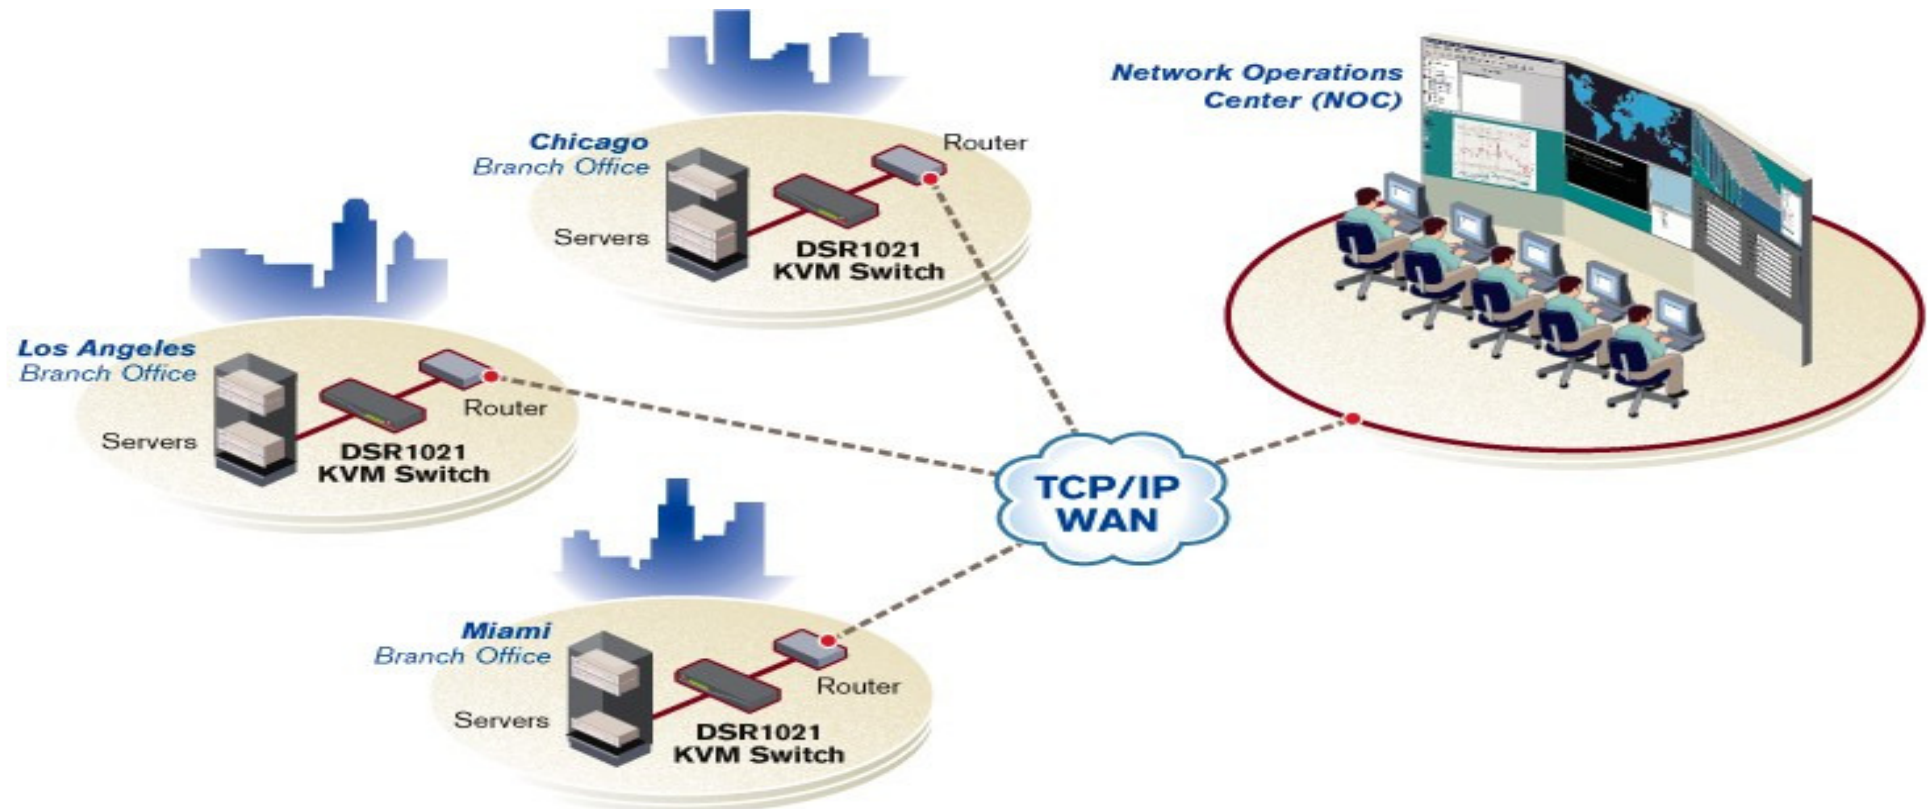 Network Operations
Center (NOC)
Chicago
Branch Office
Router
Servers
DSR1021
KVM Switch
Los Angeles
Branch Office
Router
Servers
DSR1021
KVM Switch
TCP/IP
WAN
Miami
Branch Office
Router
Servers
DSR1021
KVM Switch